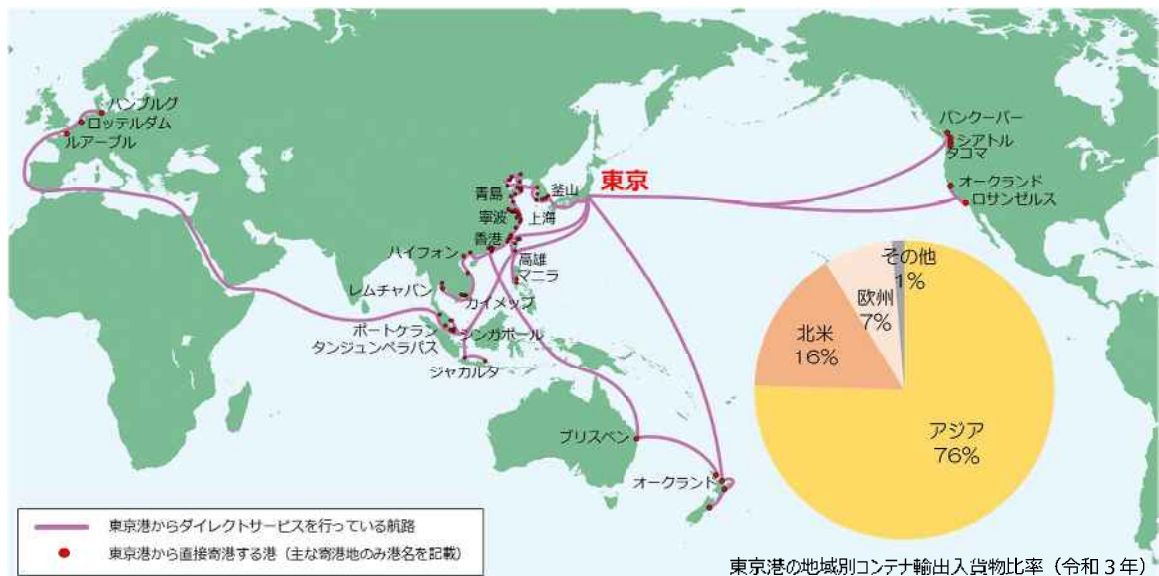 ハンブルグ
ロッテルダム
ルアーブル
バンクーバー
シアトル
タコマ
オークランド
ロサンゼルス
東京
釜山
青島
寧波
上海
香港
ハイフォン
高雄
マニラ
レムチャバン
カイメップ
ポートケラン
シンガポール
タンジュンペラパス
ジャカルタ
ブリスベン
オークランド
その他
1%
欧州
7%
北米
16%
アジア
76%
東京港からダイレクトサービスを行っている航路
東京港から直接寄港する港（主な寄港地のみ港名を記載）
東京港の地域別コンテナ輸出入貨物比率（令和３年）